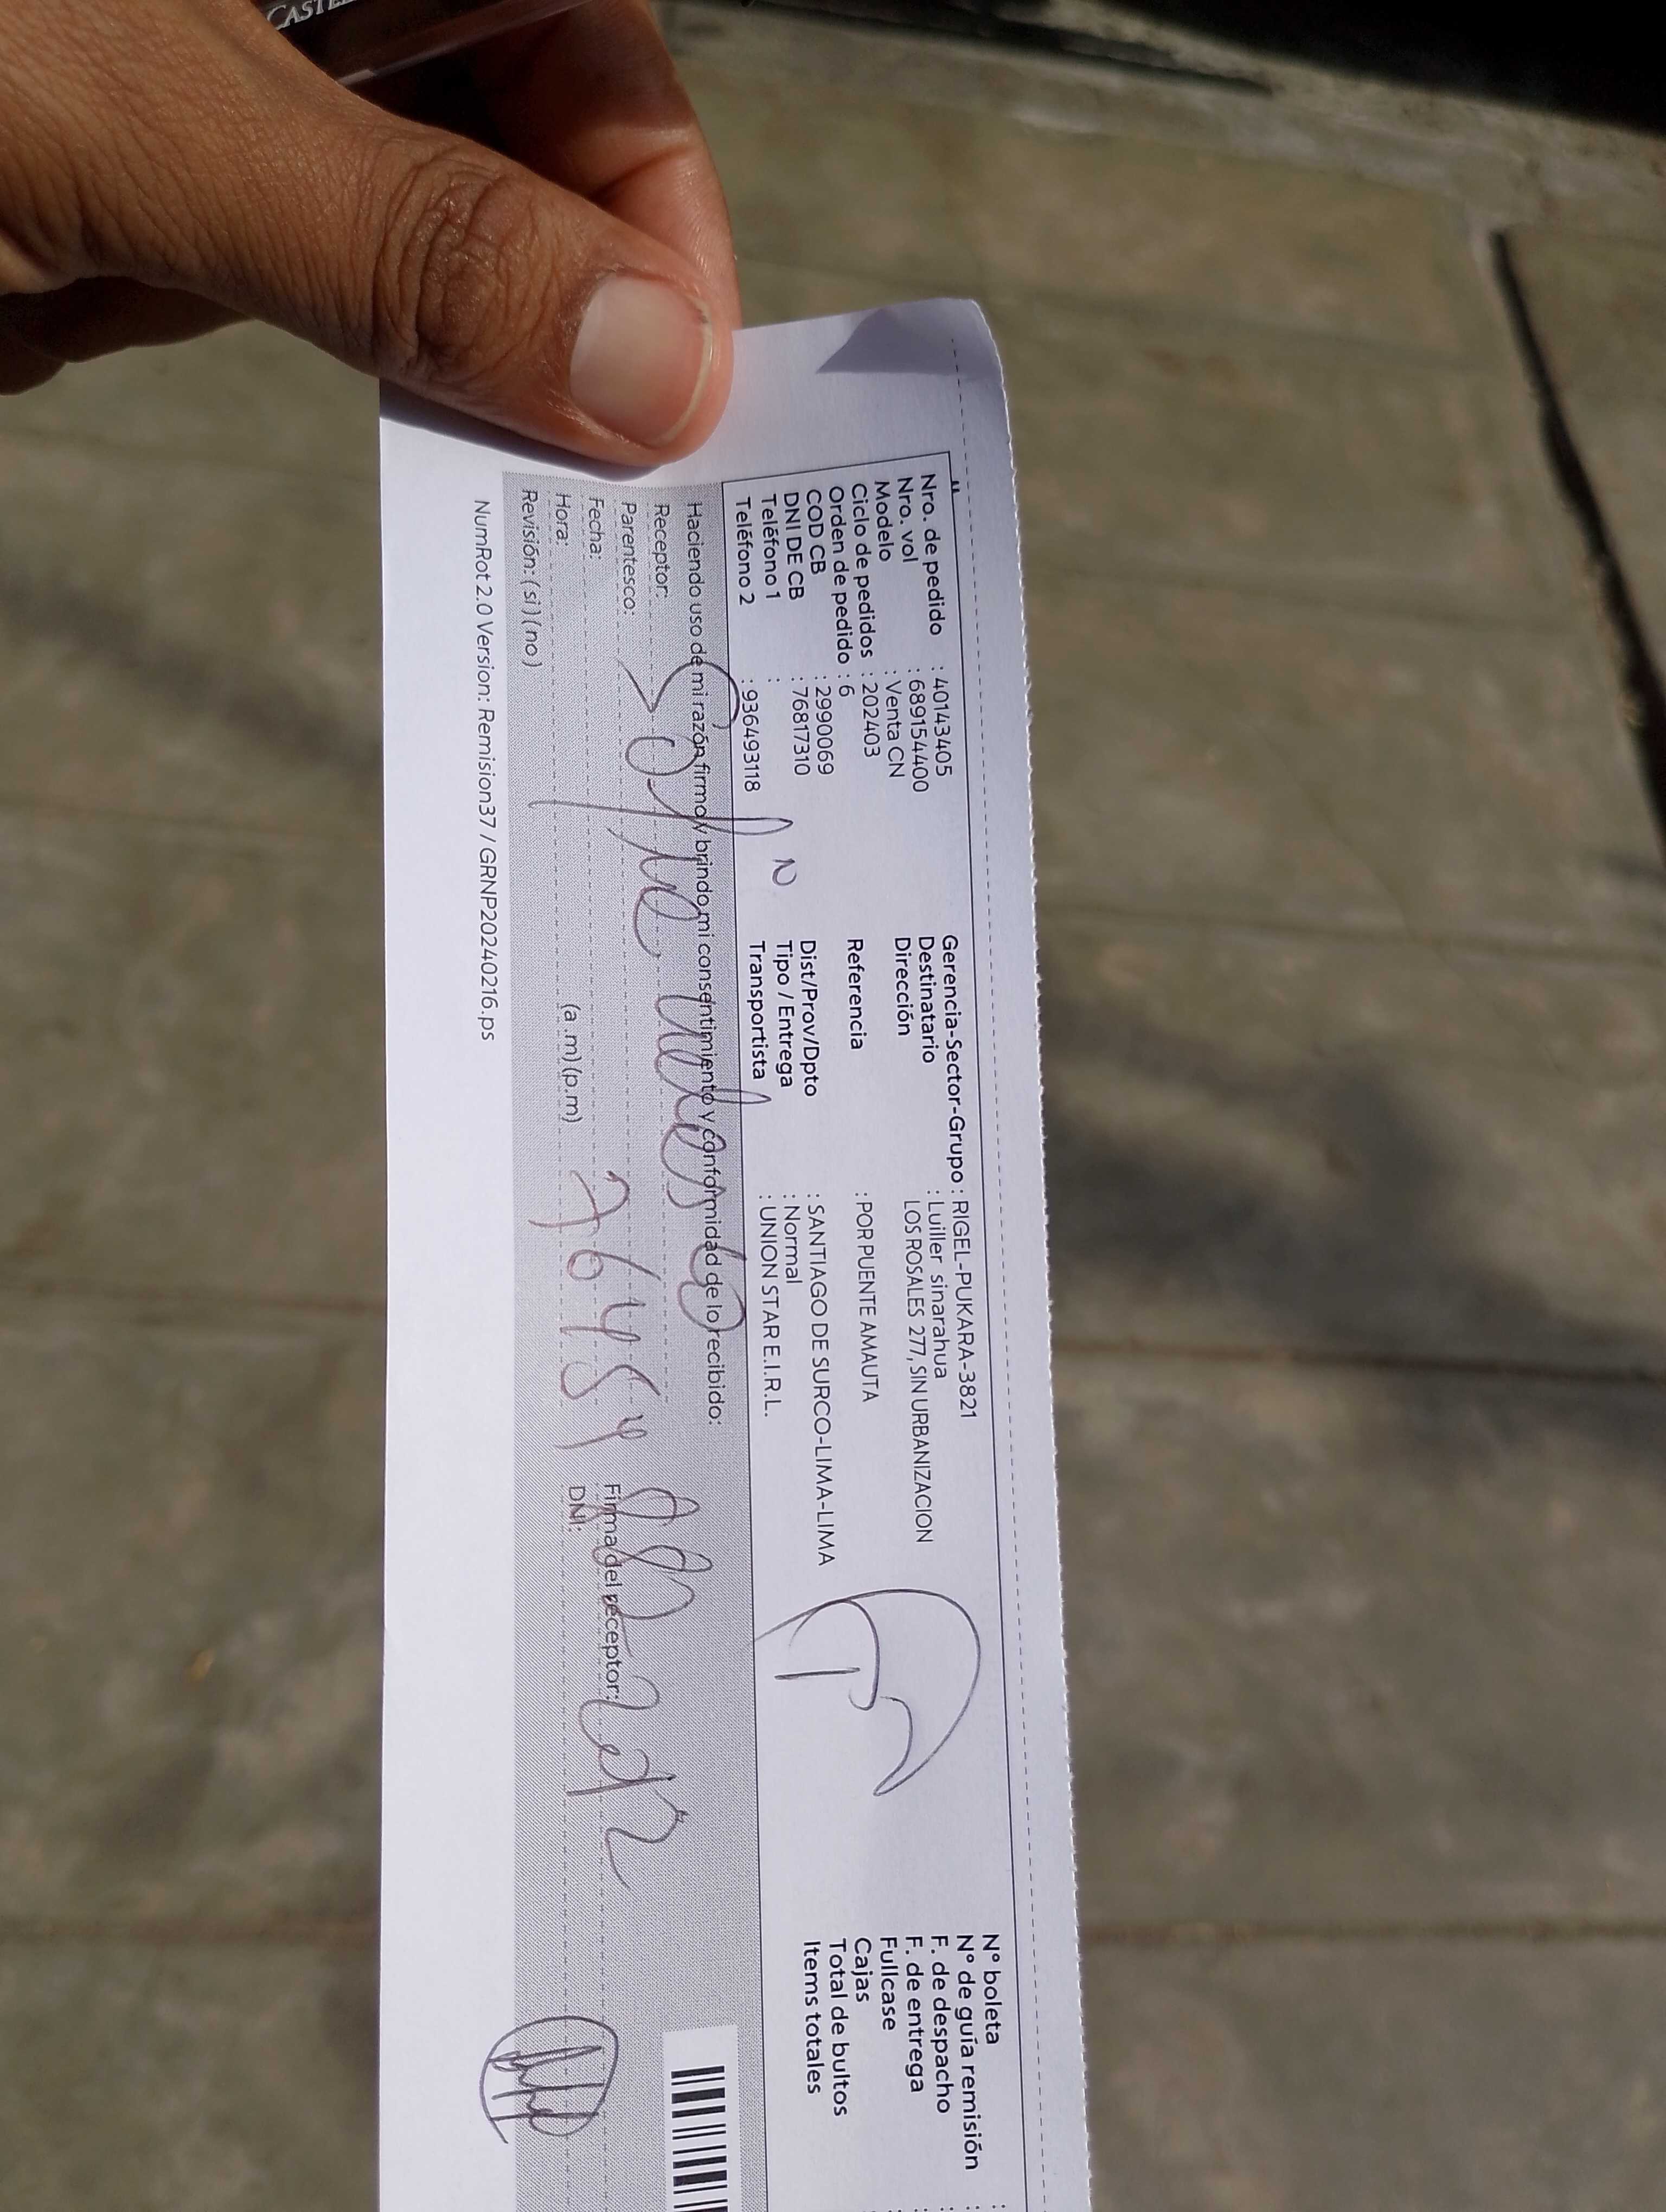 CASTE
Nro. de pedido : 40143405
Nro. vol : 689154400
Modelo : Venta CN
Ciclo de pedidos : 202403
Orden de pedido : 6
COD CB : 2990069
DNI DE CB : 76817310
Teléfono 1 :
Teléfono 2 : 936493118
Gerencia-Sector-Grupo : RIGEL-PUKARA-3821
Destinatario : Luiller sinarahua
Dirección LOS ROSALES 277, SIN URBANIZACION
Referencia : POR PUENTE AMAUTA
Dist/Prov/Dpto : SANTIAGO DE SURCO-LIMA-LIMA
Tipo / Entrega : Normal
Transportista : UNION STAR E.I.R.L.
N° boleta :
N° de guía remisión :
F. de despacho :
F. de entrega :
Fullcase
Cajas
Total de bultos
Items totales
Haciendo uso de mi razón firmo y brindo mi consentimiento y conformidad de lo recibido:
Receptor:
Parentesco:
Fecha:
Hora: (a.m) (p.m)
Revisión: ( si ) ( no )
Firma del receptor:
DNI:
NumRot 2.0 Version: Remision37 / GRNP20240216.ps